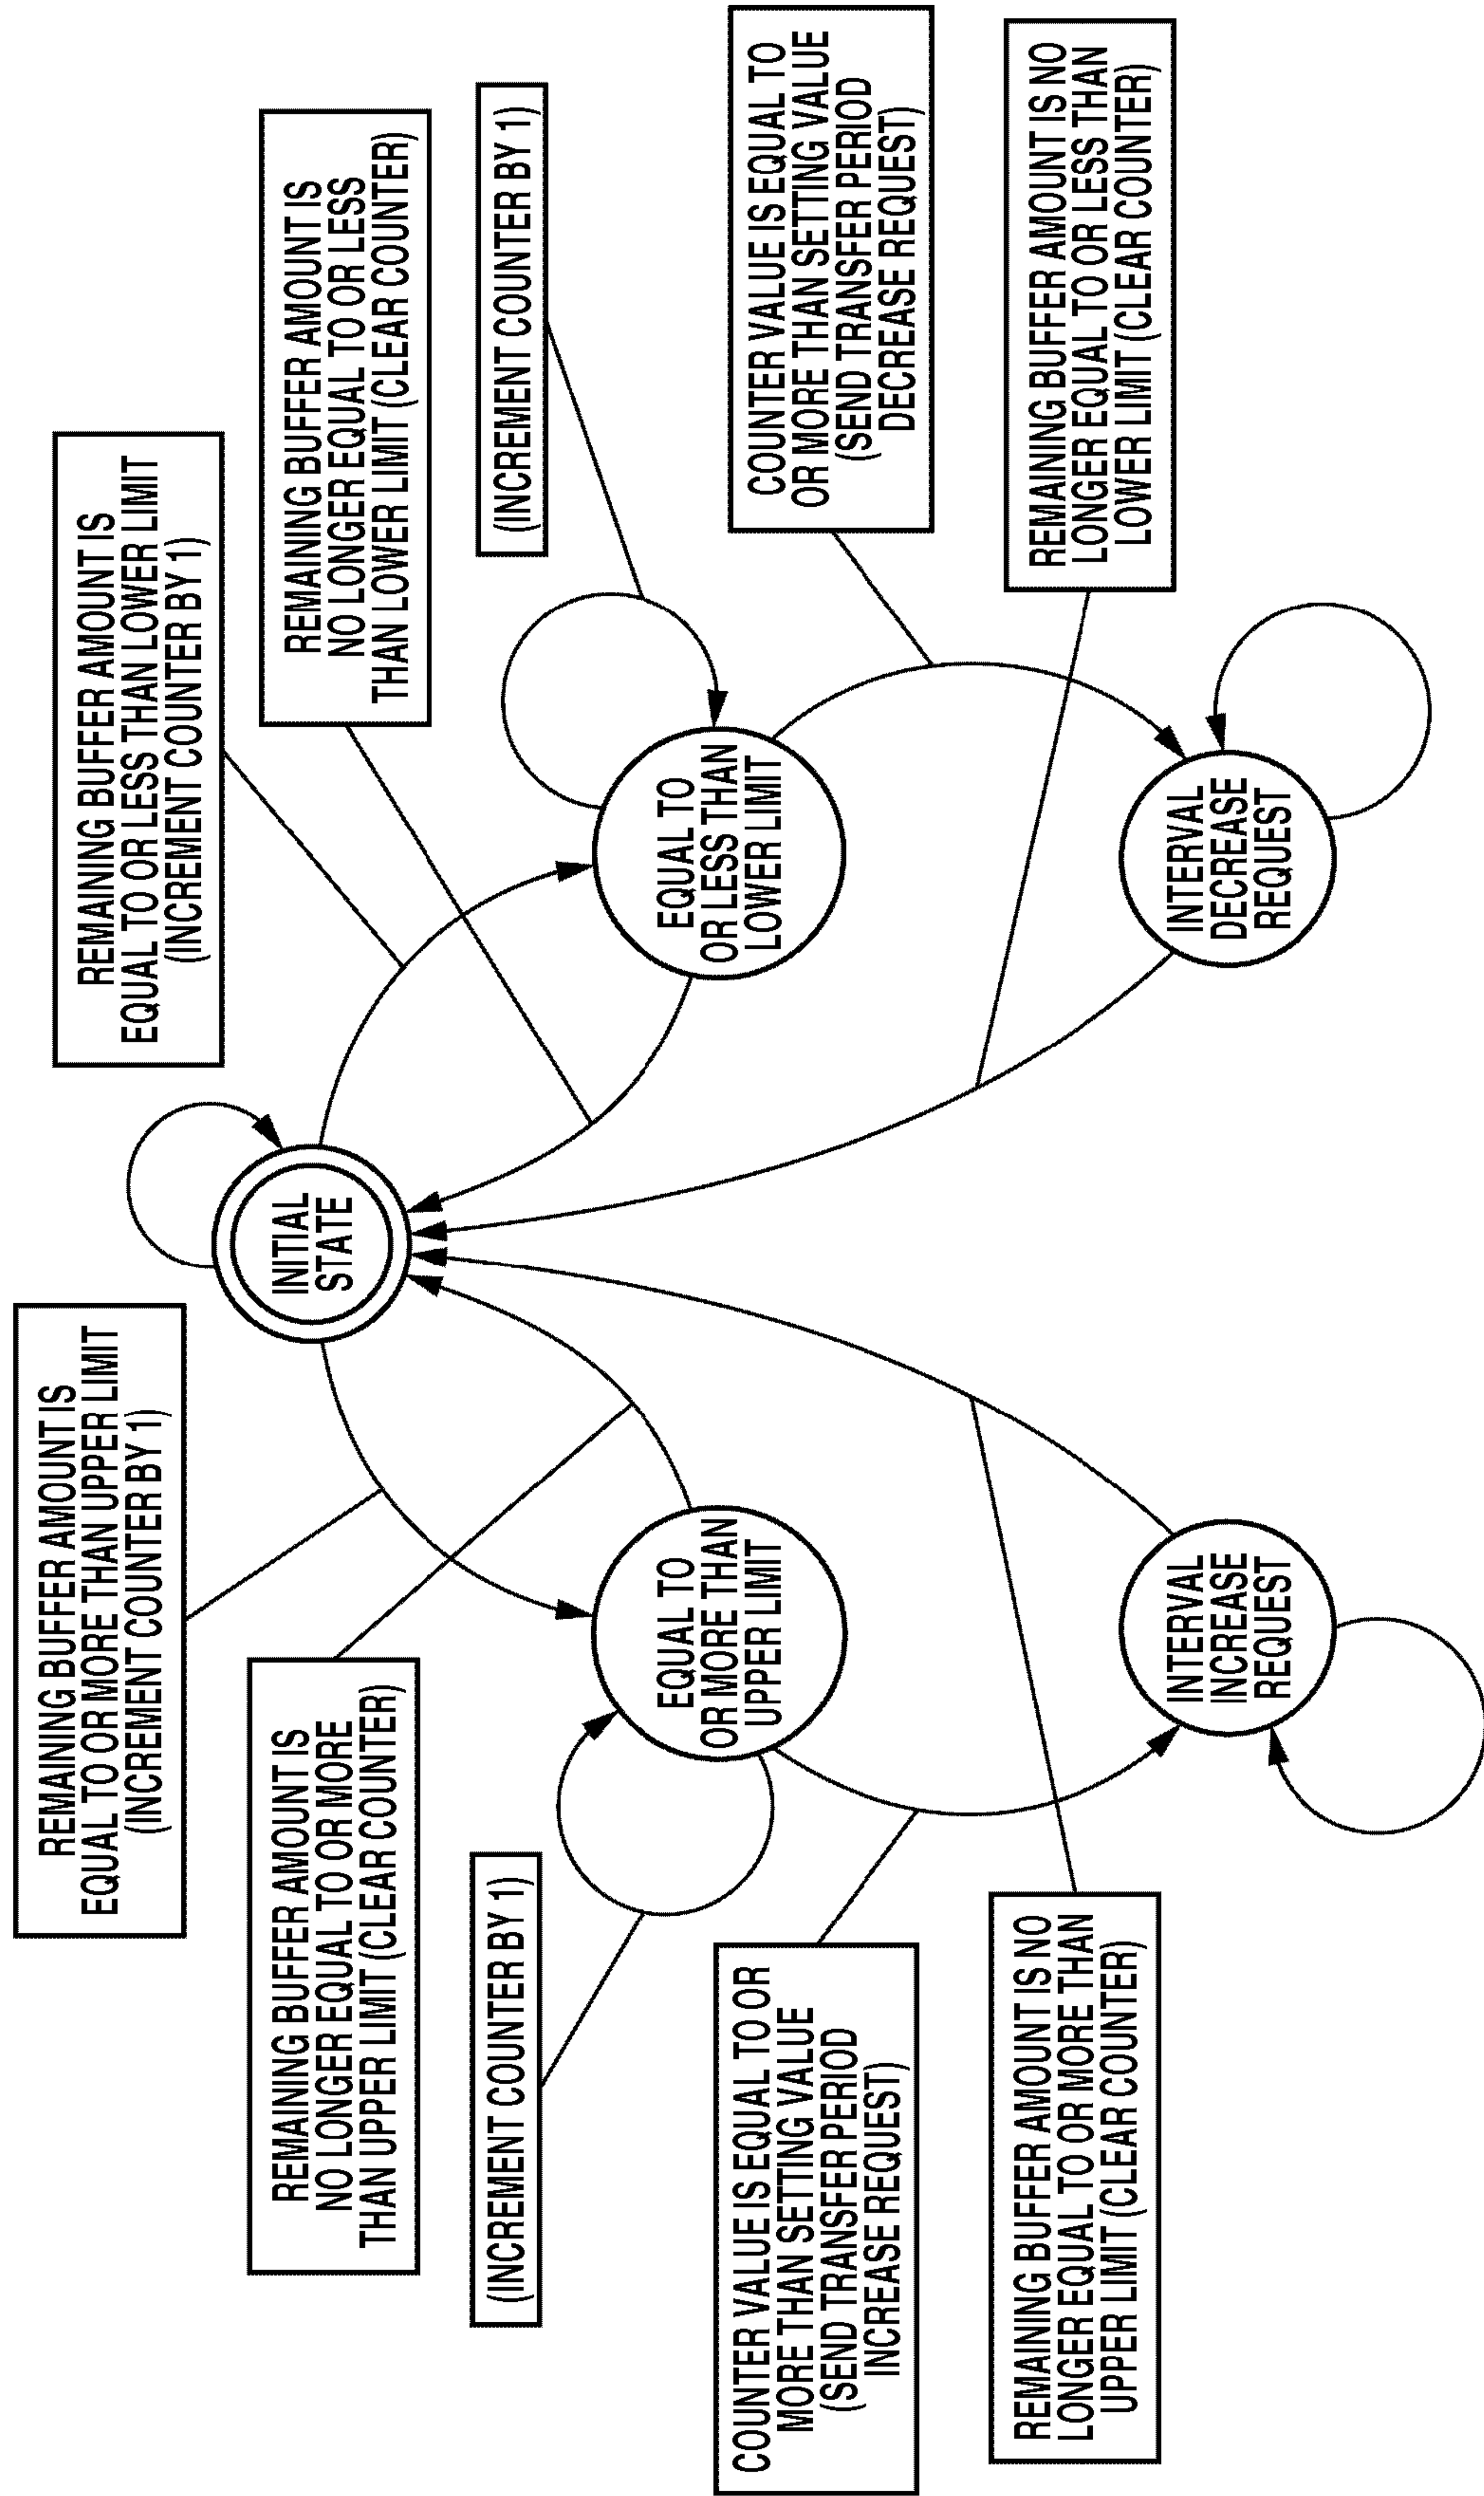 REMAINING BUFFER AMOUNT IS
EQUAL TO OR MORE THAN UPPER LIMIT
(INCREMENT COUNTER BY 1)
REMAINING BUFFER AMOUNT IS
EQUAL TO OR LESS THAN LOWER LIMIT
(INCREMENT COUNTER BY 1)
REMAINING BUFFER AMOUNT IS
NO LONGER EQUAL TO OR MORE
THAN UPPER LIMIT (CLEAR COUNTER)
INITIAL
STATE
REMAINING BUFFER AMOUNT IS
NO LONGER EQUAL TO OR LESS
THAN LOWER LIMIT (CLEAR COUNTER)
(INCREMENT COUNTER BY 1)
(INCREMENT COUNTER BY 1)
EQUAL TO
OR MORE THAN
UPPER LIMIT
EQUAL TO
OR LESS THAN
LOWER LIMIT
COUNTER VALUE IS EQUAL TO OR
MORE THAN SETTING VALUE
(SEND TRANSFER PERIOD
INCREASE REQUEST)
COUNTER VALUE IS EQUAL TO
OR MORE THAN SETTING VALUE
(SEND TRANSFER PERIOD
DECREASE REQUEST)
REMAINING BUFFER AMOUNT IS NO
LONGER EQUAL TO OR MORE THAN
UPPER LIMIT (CLEAR COUNTER)
INTERVAL
INCREASE
REQUEST
INTERVAL
DECREASE
REQUEST
REMAINING BUFFER AMOUNT IS NO
LONGER EQUAL TO OR LESS THAN
LOWER LIMIT (CLEAR COUNTER)